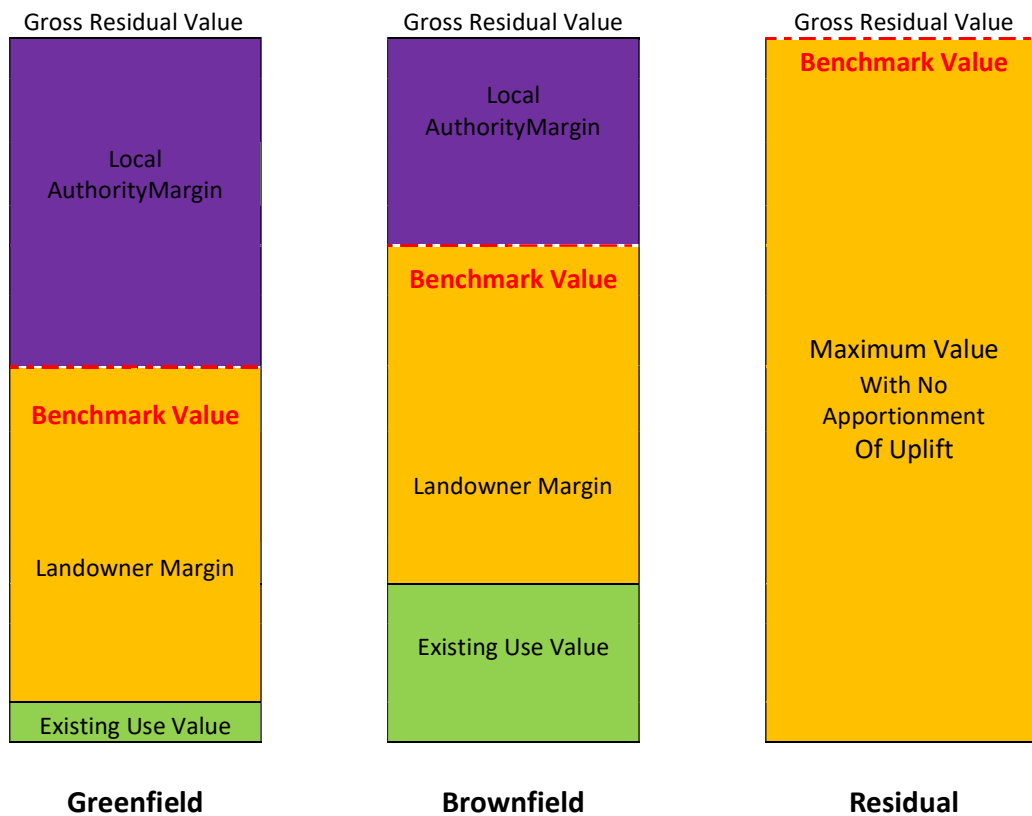 Gross Residual Value
Local
AuthorityMargin
Benchmark Value
Landowner Margin
Existing Use Value
Greenfield
Gross Residual Value
Local
AuthorityMargin
Benchmark Value
Landowner Margin
Existing Use Value
Brownfield
Gross Residual Value
Benchmark Value
Maximum Value
With No
Apportionment
Of Uplift
Residual